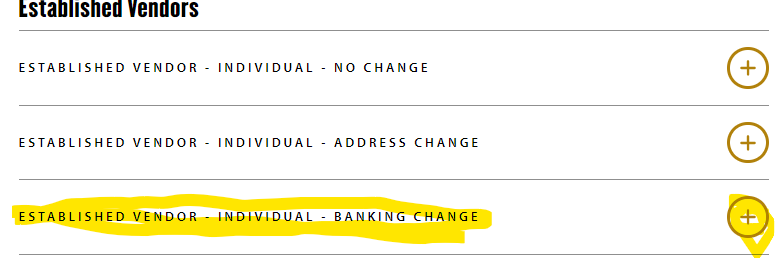 Established Vendors
ESTABLISHED VENDOR - INDIVIDUAL - NO CHANGE
ESTABLISHED VENDOR - INDIVIDUAL - ADDRESS CHANGE
ESTABLISHED VENDOR - INDIVIDUAL - BANKING CHANGE